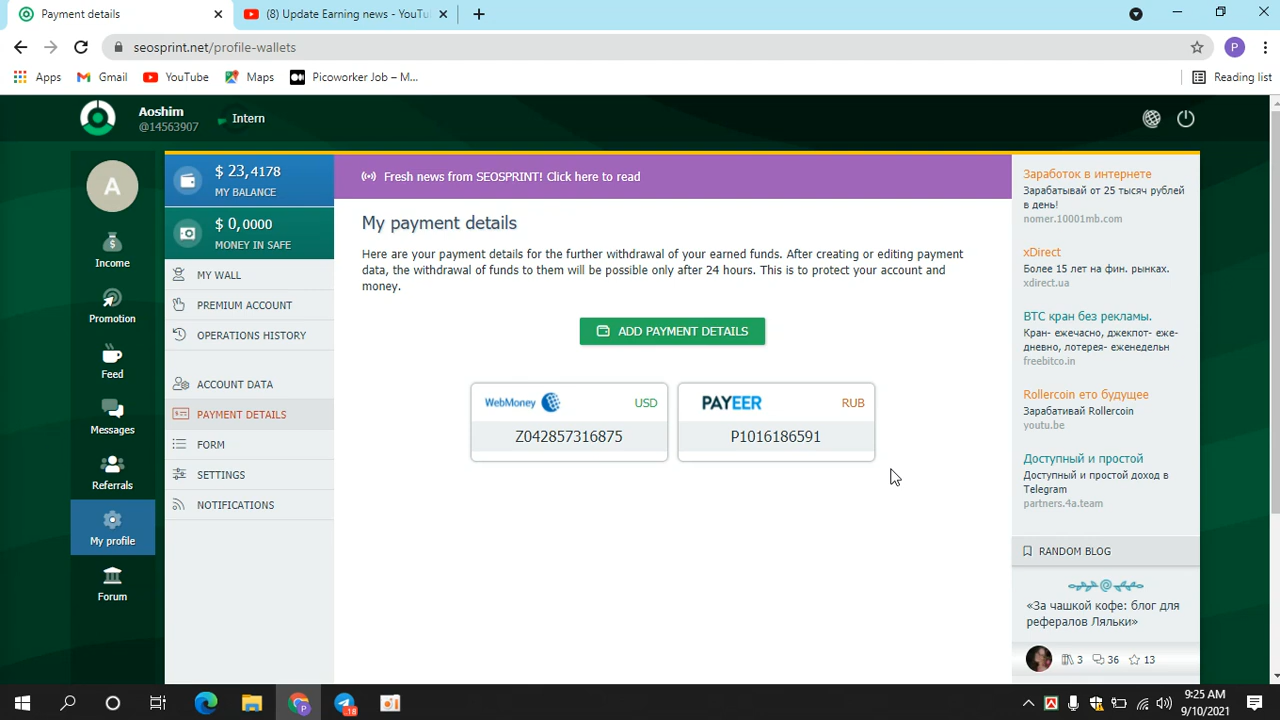 Payment details
(8) Update Earning news - YouTu
seosprint.net/profile-wallets
P
Apps
Gmail
YouTube
Maps
Picoworker Job – M...
Reading list
Aoshim
@14563907
Intern
A
Income
Promotion
Feed
Messages
Referrals
My profile
Forum
$ 23,4178
MY BALANCE
$ 0,0000
MONEY IN SAFE
MY WALL
PREMIUM ACCOUNT
OPERATIONS HISTORY
ACCOUNT DATA
PAYMENT DETAILS
FORM
SETTINGS
NOTIFICATIONS
Fresh news from SEOSPRINT! Click here to read
My payment details
Here are your payment details for the further withdrawal of your earned funds. After creating or editing payment
data, the withdrawal of funds to them will be possible only after 24 hours. This is to protect your account and
money.
ADD PAYMENT DETAILS
WebMoney USD
Z042857316875
PAYEER RUB
P1016186591
Заработок в интернете
Зарабатывай от 25 тысяч рублей
в день!
nomer.10001mb.com
xDirect
Более 15 лет на фин. рынках.
xdirect.ua
BTC кран без рекламы.
Кран- ежечасно, джекпот- еже-
дневно, лотерея- еженедельн
freebitco.in
Rollercoin ето будущее
Зарабативай Rollercoin
youtu.be
Доступный и простой
Доступный и простой доход в
Telegram
partners.4a.team
RANDOM BLOG
«За чашкой кофе: блог для
рефералов Ляльки»
3 36 13
18
9:25 AM
9/10/2021